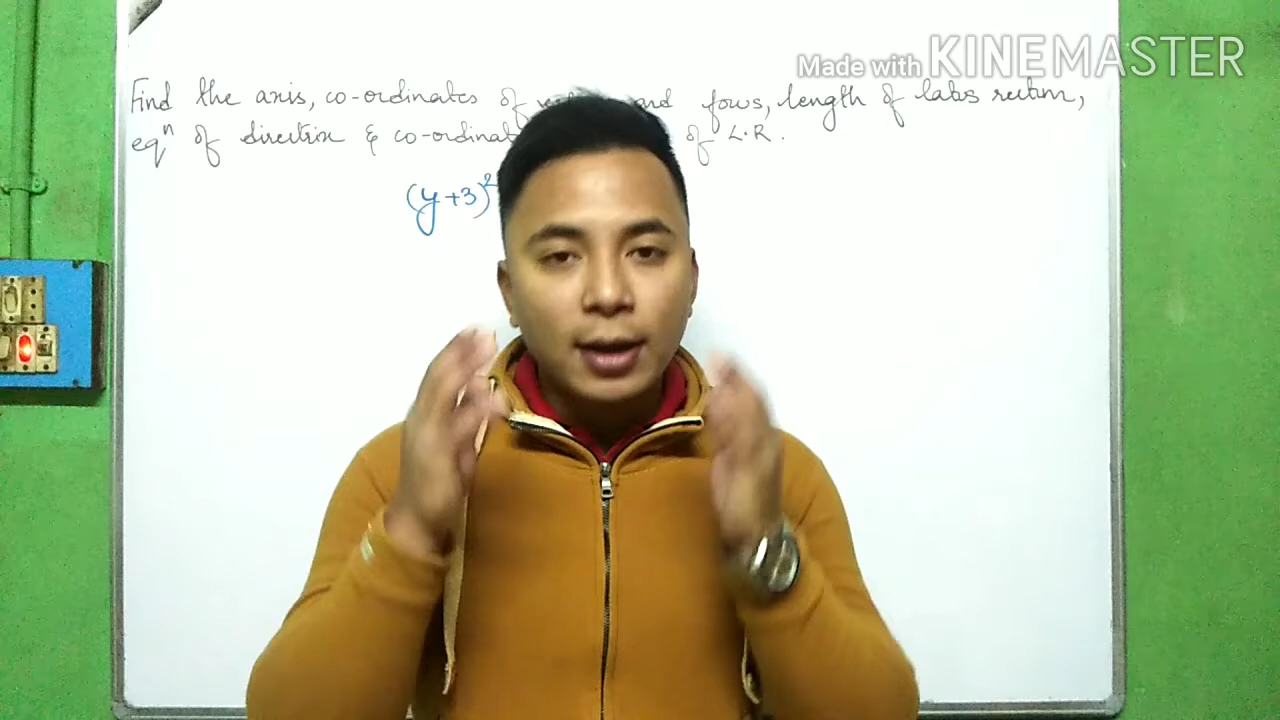 Made with KINEMASTER
Find the axis, co-ordinates of and focus, length of latus rectum,
eqⁿ of directrix & co-ordinat of L.R.
(y+3)²